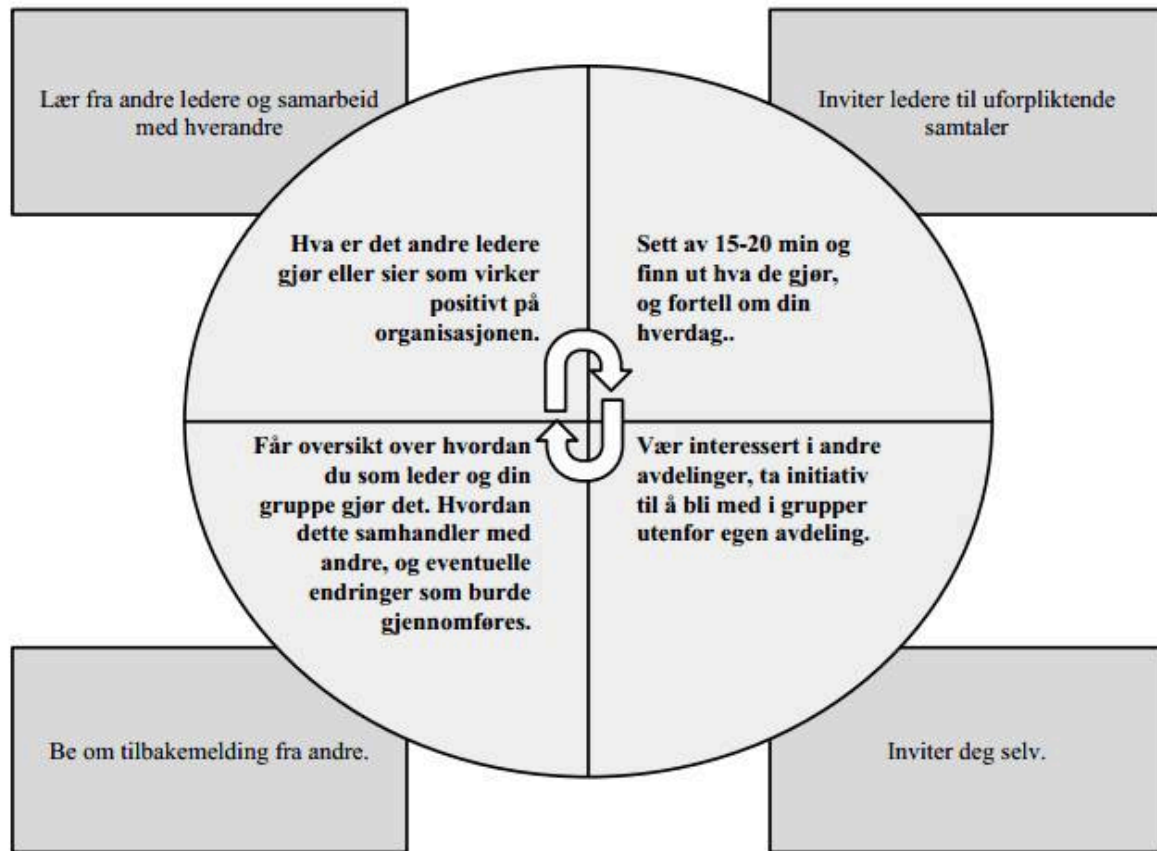 Lær fra andre ledere og samarbeid
med hverandre
Inviter ledere til uforpliktende
samtaler
Hva er det andre ledere
gjør eller sier som virker
positivt på
organisasjonen.
Sett av 15-20 min og
finn ut hva de gjør,
og fortell om din
hverdag..
Får oversikt over hvordan
du som leder og din
gruppe gjør det. Hvordan
dette samhandler med
andre, og eventuelle
endringer som burde
gjennomføres.
Vær interessert i andre
avdelinger, ta initiativ
til å bli med i grupper
utenfor egen avdeling.
Be om tilbakemelding fra andre.
Inviter deg selv.